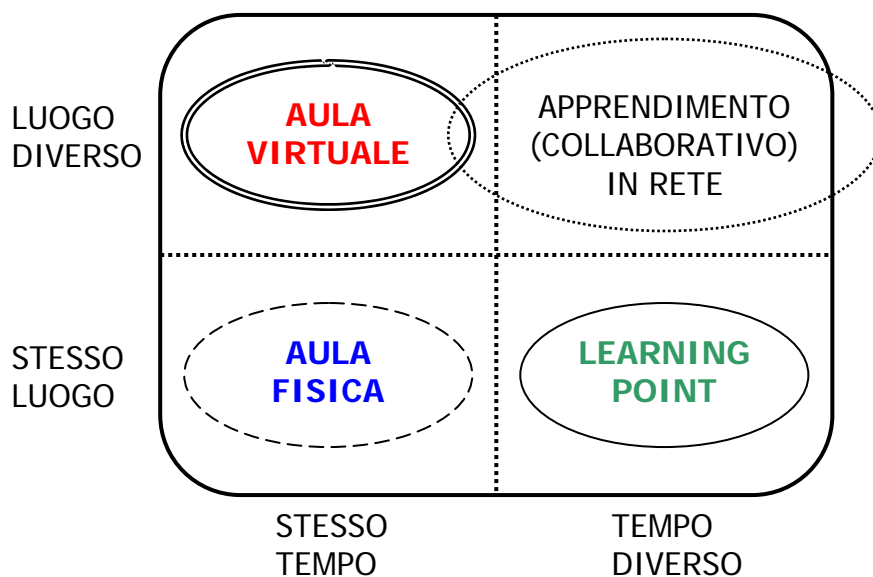 LUOGO
DIVERSO
AULA
VIRTUALE
APPRENDIMENTO
(COLLABORATIVO)
IN RETE
STESSO
LUOGO
AULA
FISICA
LEARNING
POINT
STESSO
TEMPO
TEMPO
DIVERSO